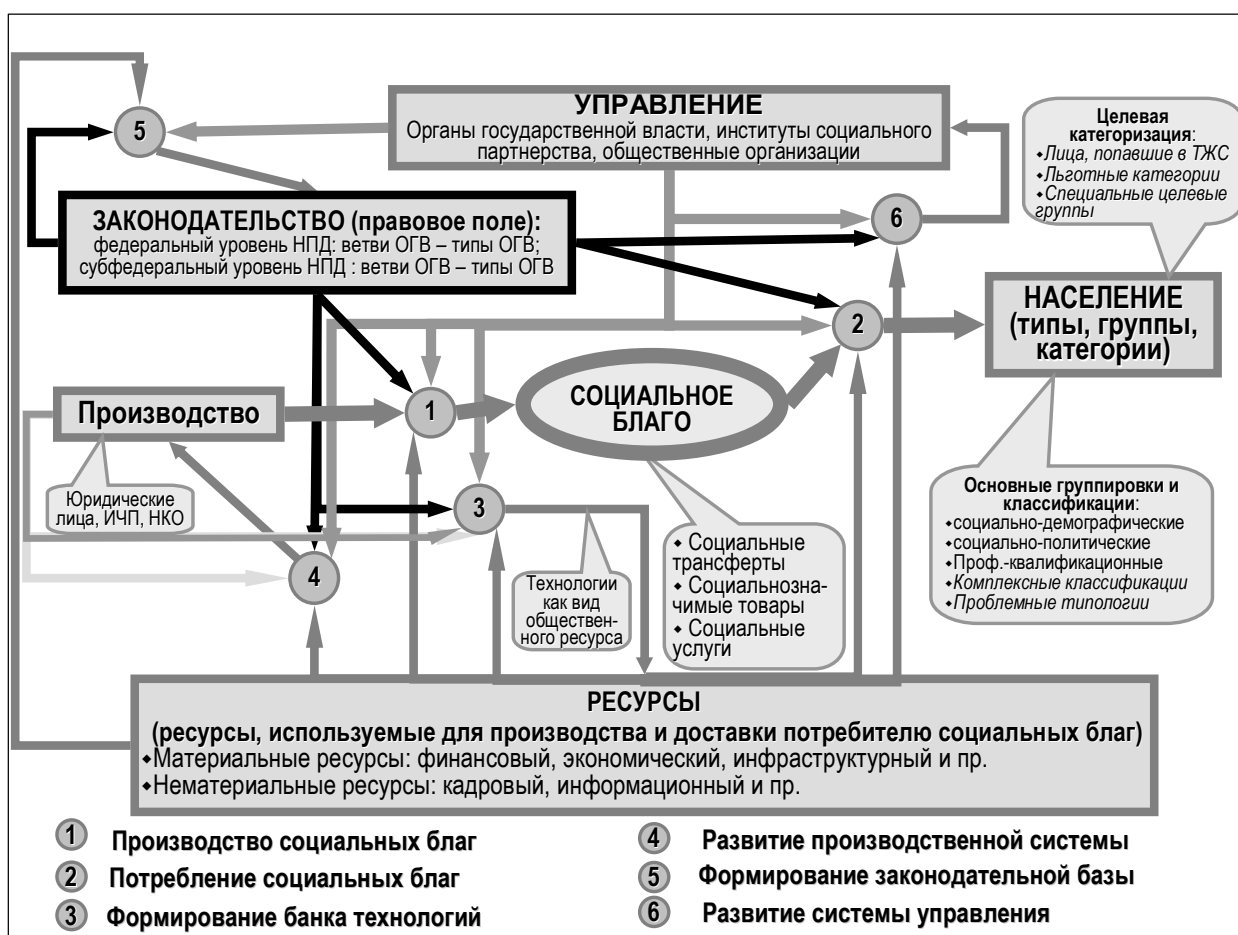 УПРАВЛЕНИЕ
Органы государственной власти, институты социального
партнерства, общественные организации
Целевая
категоризация:
◆Лица, попавшие в ТЖС
◆Льготные категории
◆Специальные целевые
группы
5
ЗАКОНОДАТЕЛЬСТВО (правовое поле):
федеральный уровень НПД: ветви ОГВ – типы ОГВ;
субфедеральный уровень НПД : ветви ОГВ – типы ОГВ
6
НАСЕЛЕНИЕ
(типы, группы,
категории)
2
Производство
1
СОЦИАЛЬНОЕ
БЛАГО
Юридические
лица, ИЧП, НКО
3
4
Технологии
как вид
обществен-
ного ресурса
◆ Социальные
трансферты
◆ Социальнозна-
чимые товары
◆ Социальные
услуги
Основные группировки и
классификации:
◆социально-демографические
◆социально-политические
◆Проф.-квалификационные
◆Комплексные классификации
◆Проблемные типологии
РЕСУРСЫ
(ресурсы, используемые для производства и доставки потребителю социальных благ)
◆Материальные ресурсы: финансовый, экономический, инфраструктурный и пр.
◆Нематериальные ресурсы: кадровый, информационный и пр.
1 Производство социальных благ
2 Потребление социальных благ
3 Формирование банка технологий
4 Развитие производственной системы
5 Формирование законодательной базы
6 Развитие системы управления